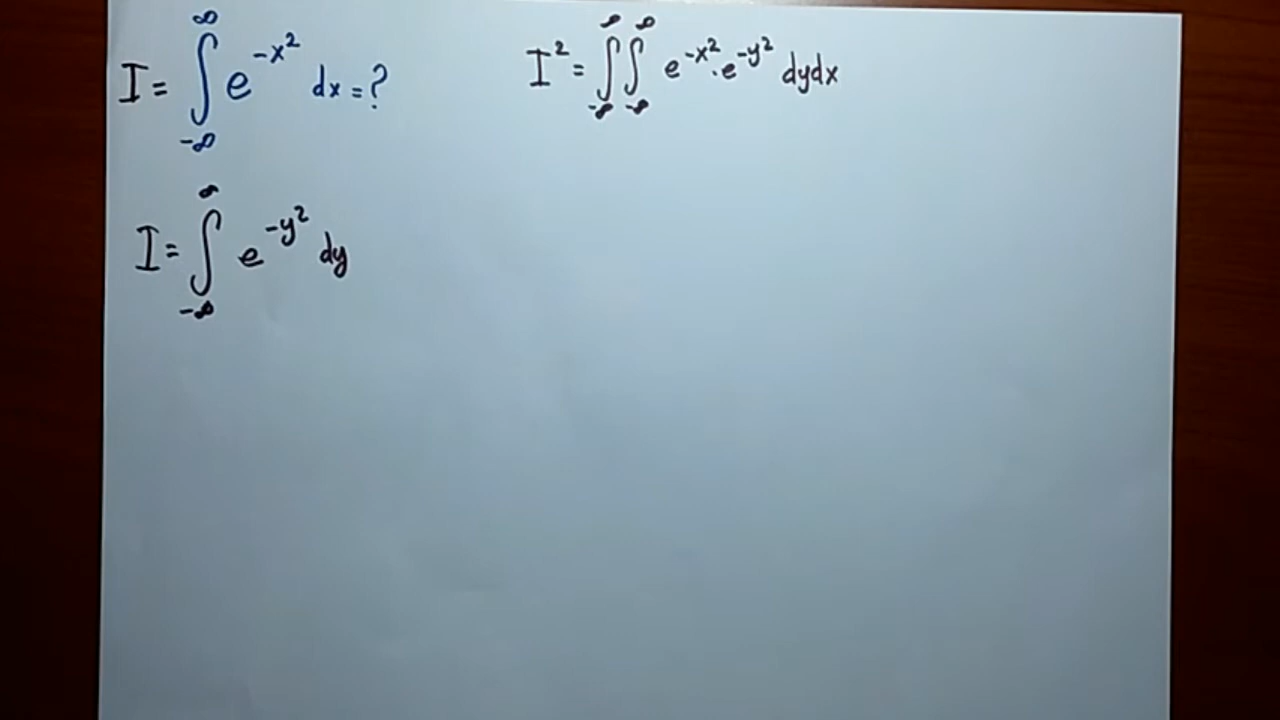 I = ∫_{-∞}^{∞} e^{-x²} dx = ?
I² = ∫_{-∞}^{∞} ∫_{-∞}^{∞} e^{-x²} · e^{-y²} dydx
I = ∫_{-∞}^{∞} e^{-y²} dy